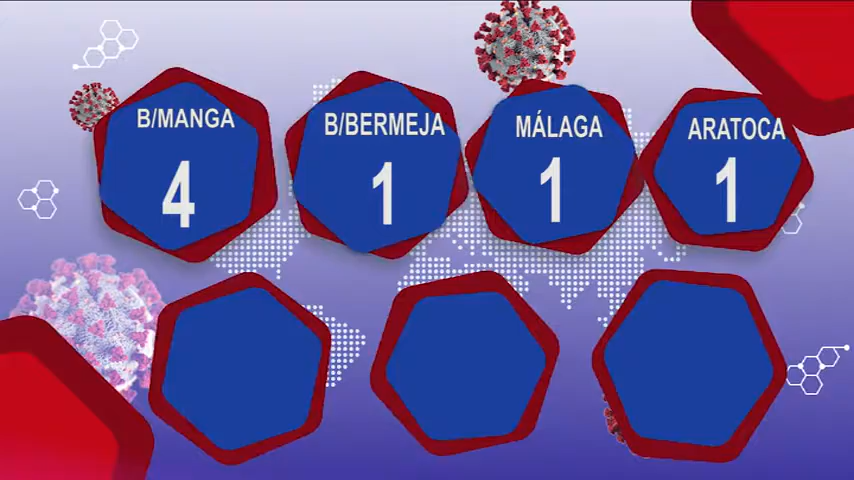 B/MANGA
4
B/BERMEJA
1
MÁLAGA
1
ARATOCA
1